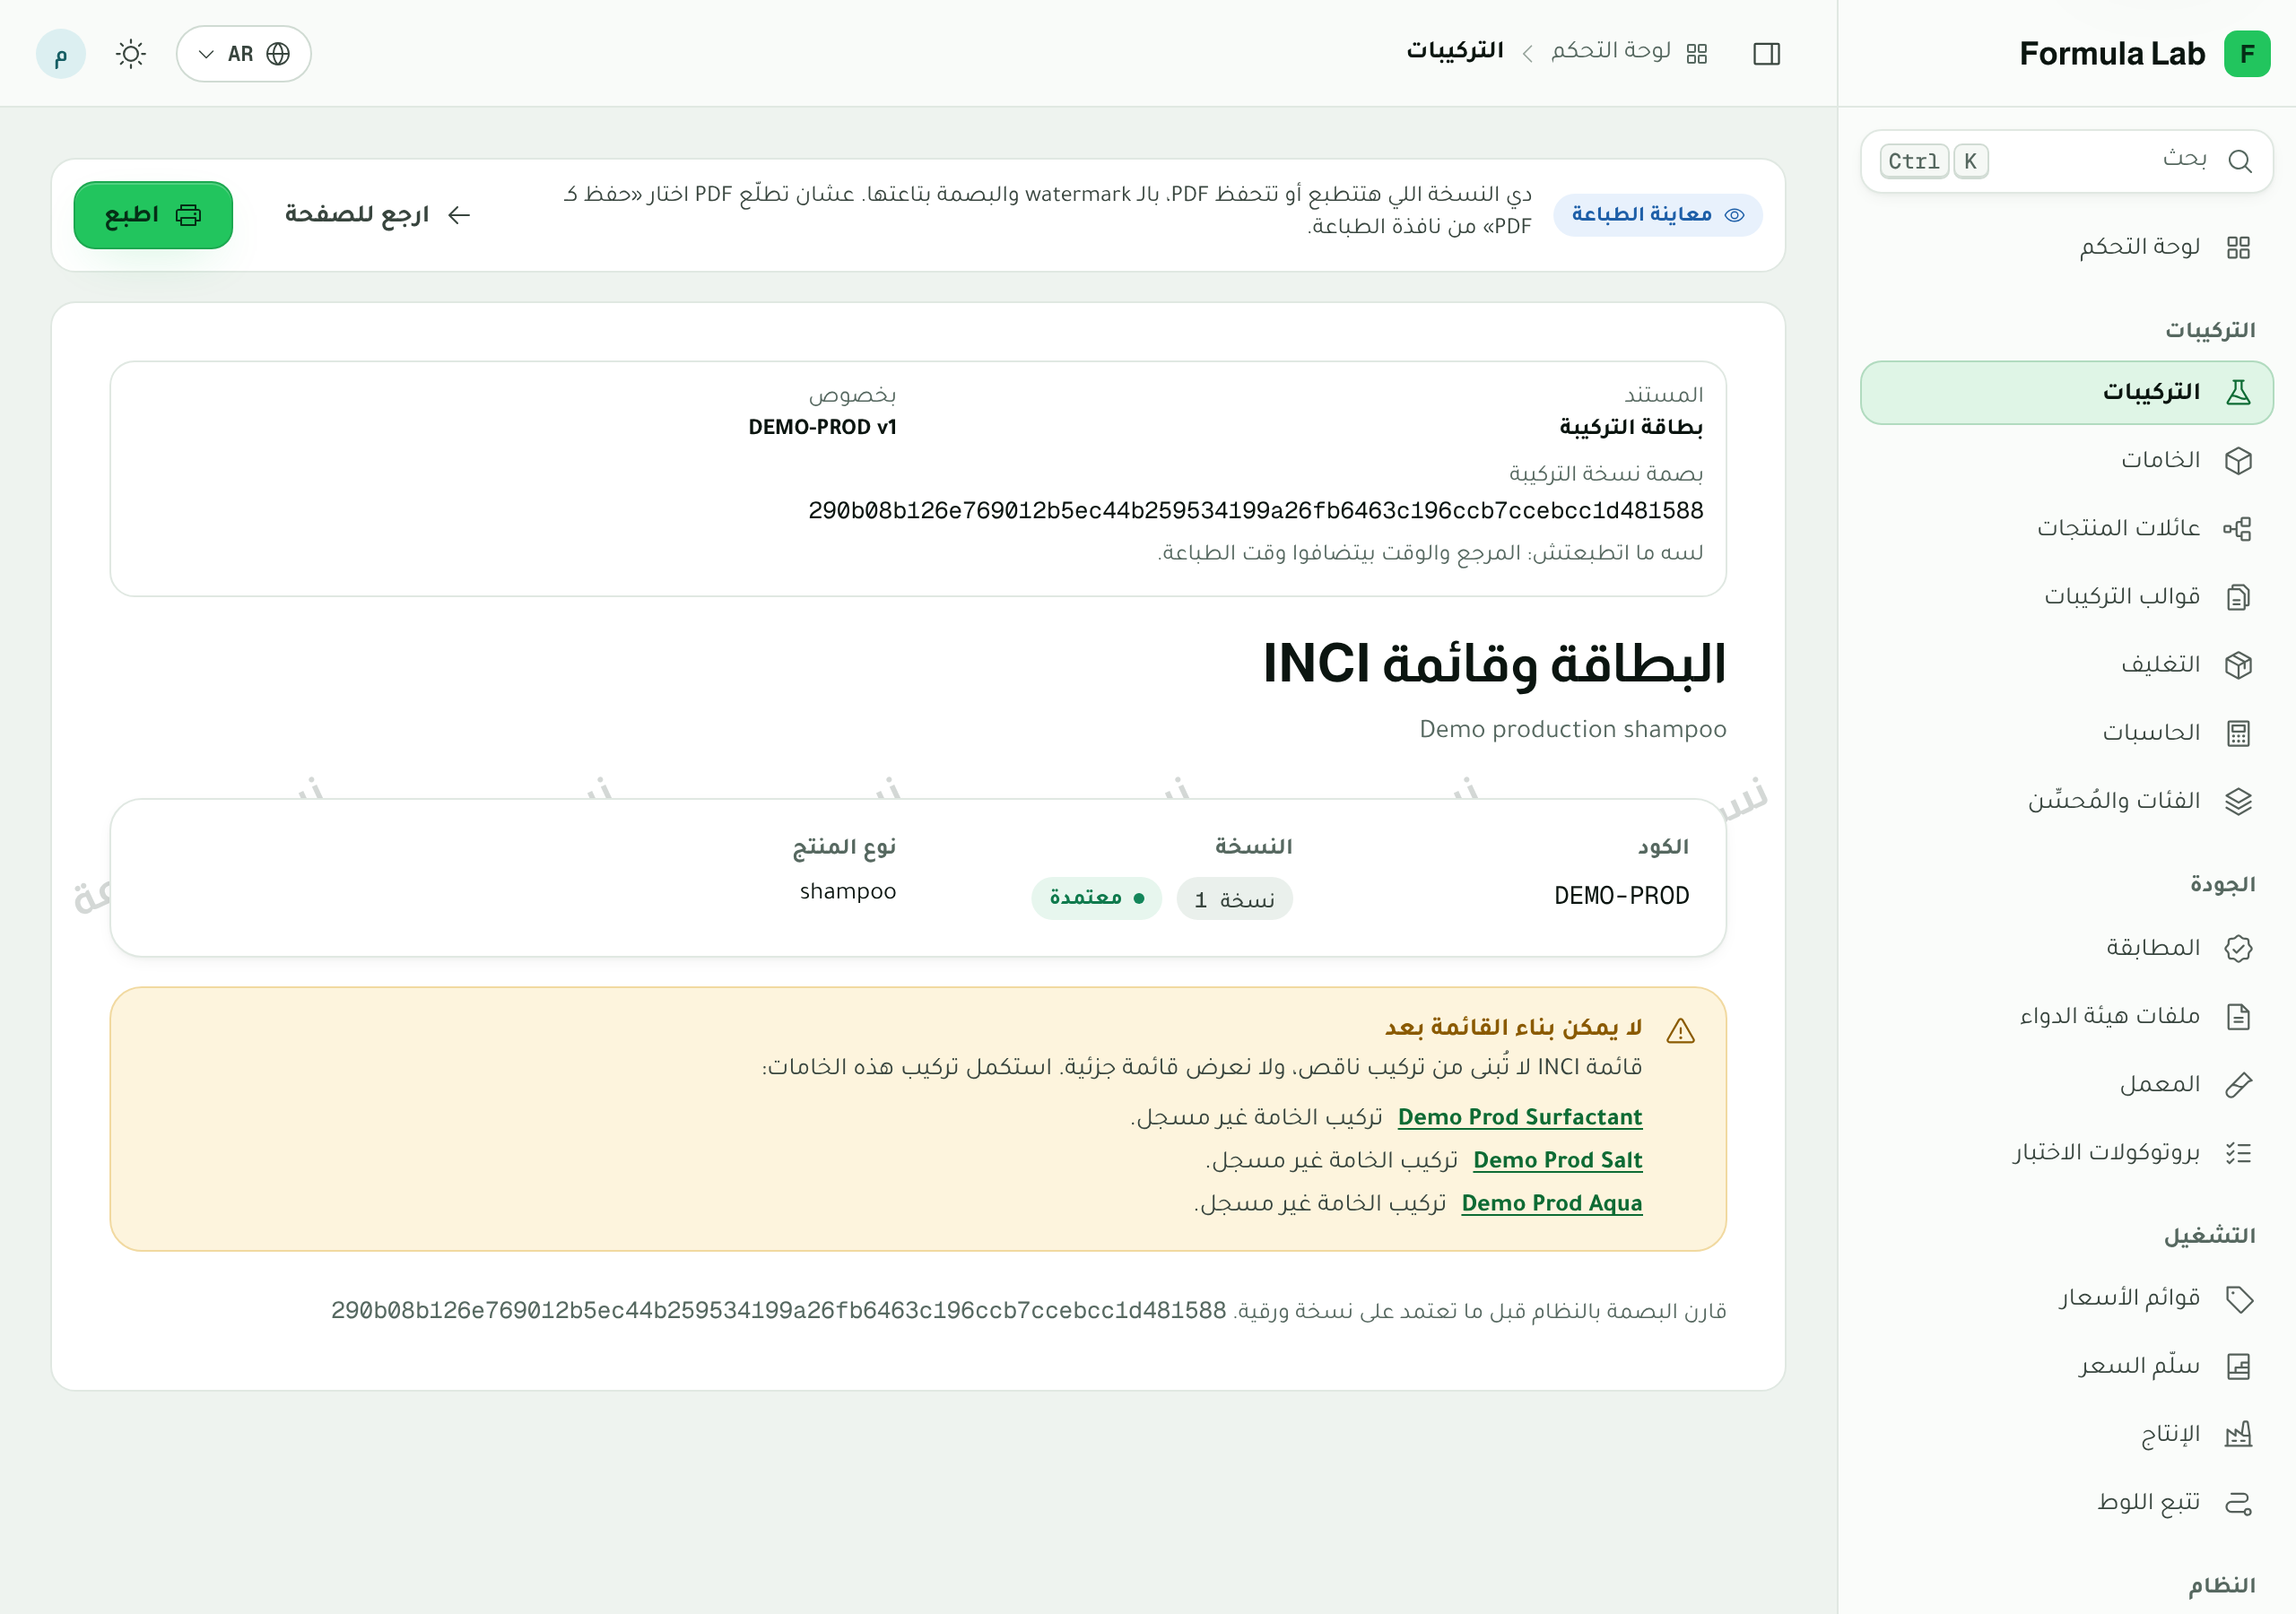 F Formula Lab
لوحة التحكم
التركيبات
AR
م
بحث
Ctrl K
لوحة التحكم
التركيبات
التركيبات
الخامات
عائلات المنتجات
قوالب التركيبات
التغليف
الحاسبات
الفئات والمُحسِّن
الجودة
المطابقة
ملفات هيئة الدواء
المعمل
بروتوكولات الاختبار
التشغيل
قوائم الأسعار
سلّم السعر
الإنتاج
تتبع اللوط
النظام
معاينة الطباعة
دي النسخة اللي هتتطبع أو تتحفظ PDF، بالـ watermark والبصمة بتاعتها. عشان تطلّع PDF اختار «حفظ كـ
PDF» من نافذة الطباعة.
ارجع للصفحة
اطبع
المستند
بطاقة التركيبة
بخصوص
DEMO-PROD v1
بصمة نسخة التركيبة
290b08b126e769012b5ec44b259534199a26fb6463c196ccb7ccebcc1d481588
لسه ما اتطبعتش: المرجع والوقت بيتضافوا وقت الطباعة.
البطاقة وقائمة INCI
Demo production shampoo
الكود
DEMO-PROD
النسخة
نسخة 1
معتمدة
نوع المنتج
shampoo
لا يمكن بناء القائمة بعد
قائمة INCI لا تُبنى من تركيب ناقص، ولا نعرض قائمة جزئية. استكمل تركيب هذه الخامات:
Demo Prod Surfactant تركيب الخامة غير مسجل.
Demo Prod Salt تركيب الخامة غير مسجل.
Demo Prod Aqua تركيب الخامة غير مسجل.
قارن البصمة بالنظام قبل ما تعتمد على نسخة ورقية. 290b08b126e769012b5ec44b259534199a26fb6463c196ccb7ccebcc1d481588